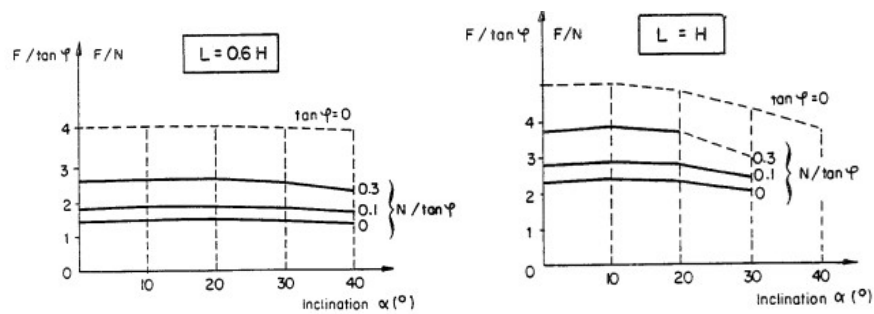 F/tan φ F/N
L = 0.6 H
tan φ=0
4
3
2
1
0
0.3
0.1
0
N/tan φ
10 20 30 40
Inclination α (°)
F/tan φ F/N
L = H
tan φ=0
4
3
2
1
0
0.3
0.1
0
N/tan φ
10 20 30 40
Inclination α (°)